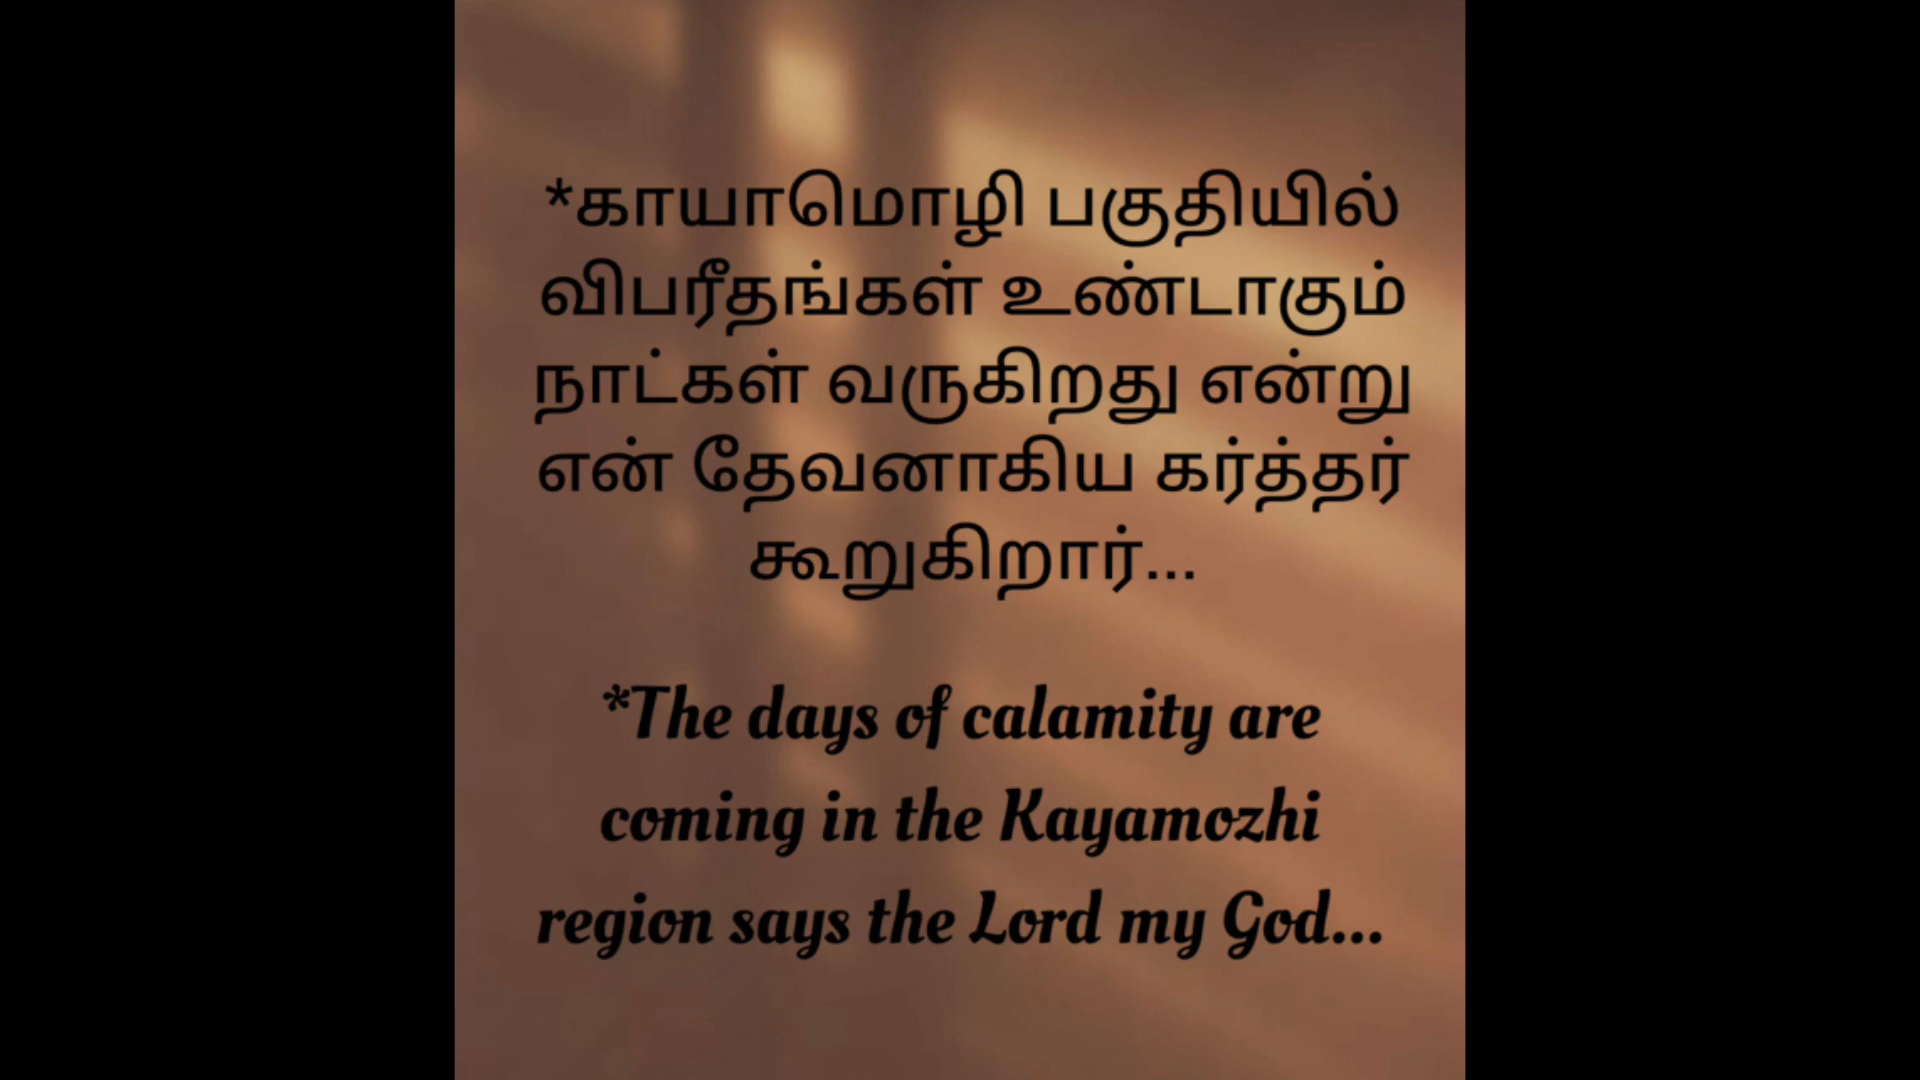 *காயாமொழி பகுதியில்
விபரீதங்கள் உண்டாகும்
நாட்கள் வருகிறது என்று
என் தேவனாகிய கர்த்தர்
கூறுகிறார்...
*The days of calamity are
coming in the Kayamozhi
region says the Lord my God...